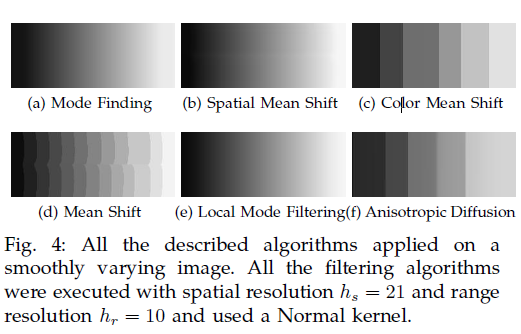 (a) Mode Finding (b) Spatial Mean Shift (c) Color Mean Shift
(d) Mean Shift (e) Local Mode Filtering(f) Anisotropic Diffusion
Fig. 4: All the described algorithms applied on a
smoothly varying image. All the filtering algorithms
were executed with spatial resolution hₛ = 21 and range
resolution hᵣ = 10 and used a Normal kernel.